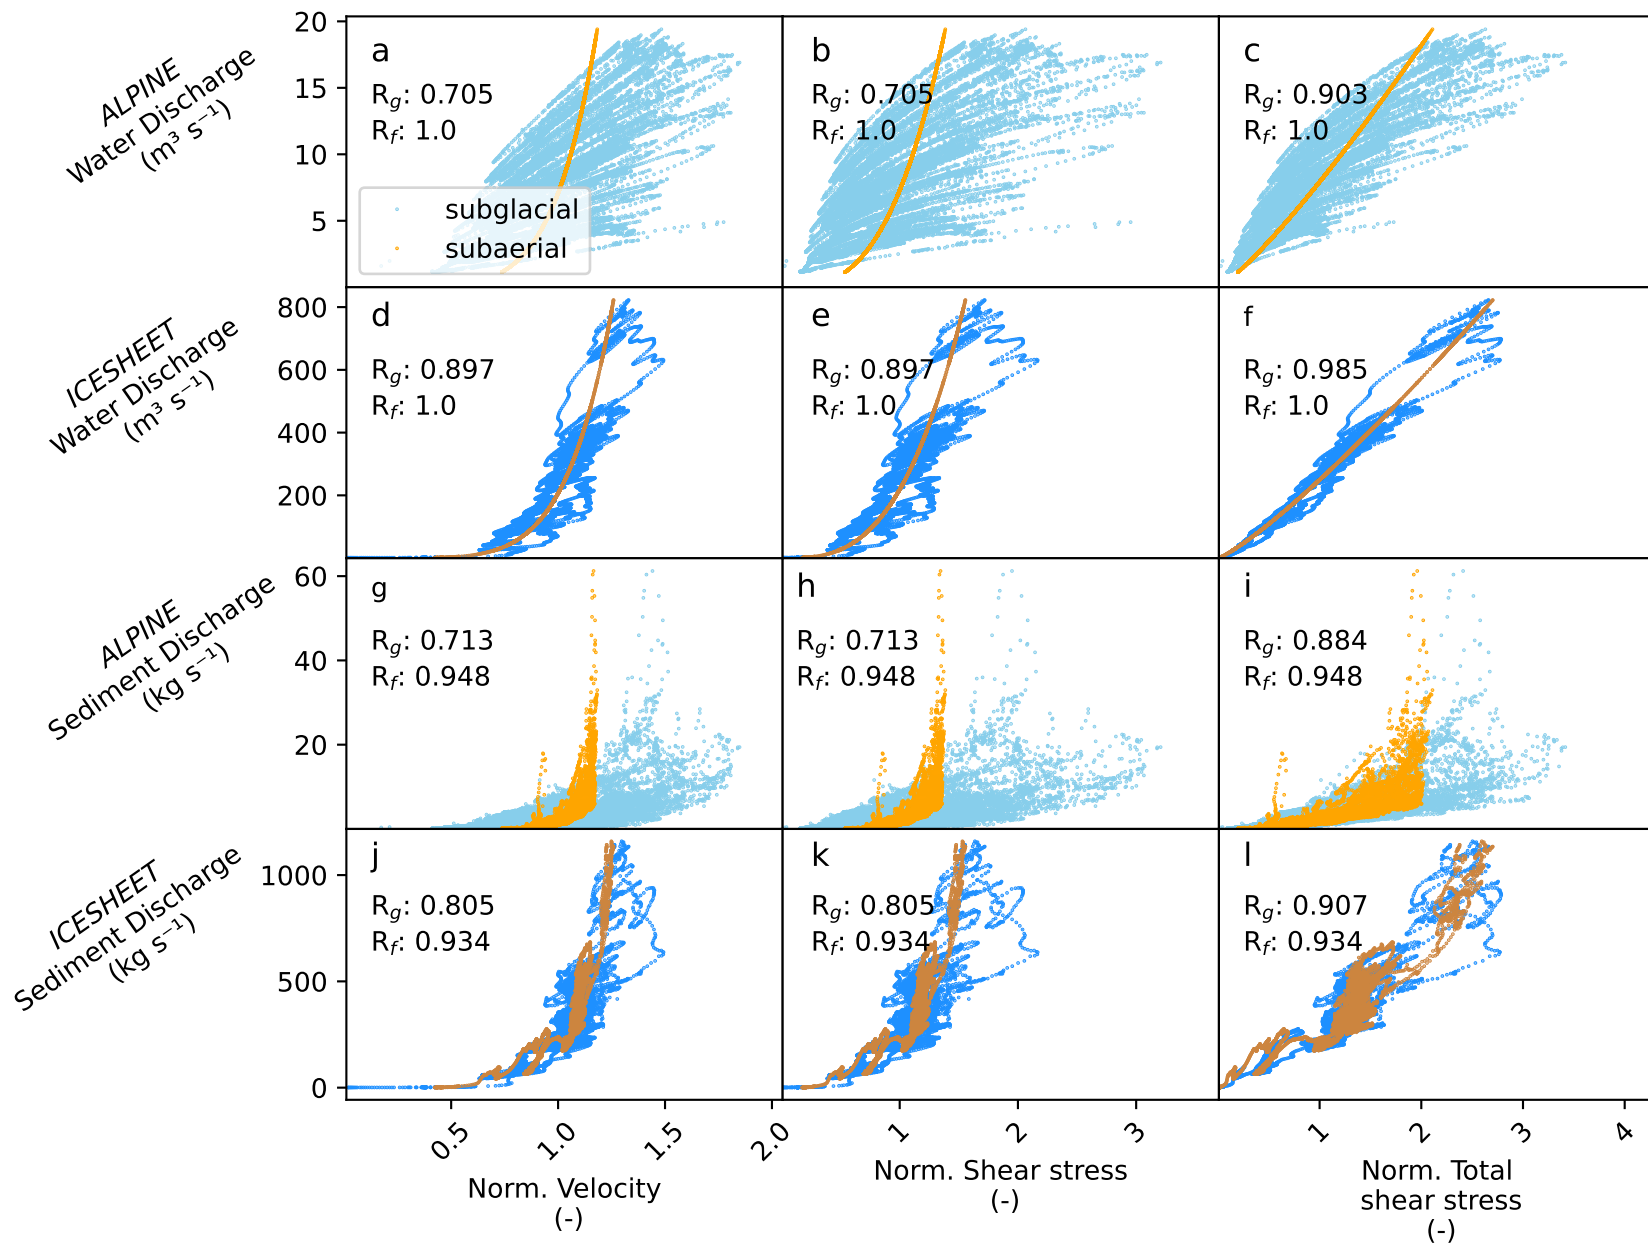 ALPINE
Water Discharge
(m³ s⁻¹)
20
15
10
5
a
R_g: 0.705
R_f: 1.0
subglacial
subaerial
b
R_g: 0.705
R_f: 1.0
c
R_g: 0.903
R_f: 1.0
ICESHEET
Water Discharge
(m³ s⁻¹)
800
600
400
200
d
R_g: 0.897
R_f: 1.0
e
R_g: 0.897
R_f: 1.0
f
R_g: 0.985
R_f: 1.0
ALPINE
Sediment Discharge
(kg s⁻¹)
60
40
20
g
R_g: 0.713
R_f: 0.948
h
R_g: 0.713
R_f: 0.948
i
R_g: 0.884
R_f: 0.948
ICESHEET
Sediment Discharge
(kg s⁻¹)
1000
500
0
j
R_g: 0.805
R_f: 0.934
k
R_g: 0.805
R_f: 0.934
l
R_g: 0.907
R_f: 0.934
0.5 1.0 1.5 2.0
Norm. Velocity
(-)
1 2 3
Norm. Shear stress
(-)
1 2 3 4
Norm. Total
shear stress
(-)